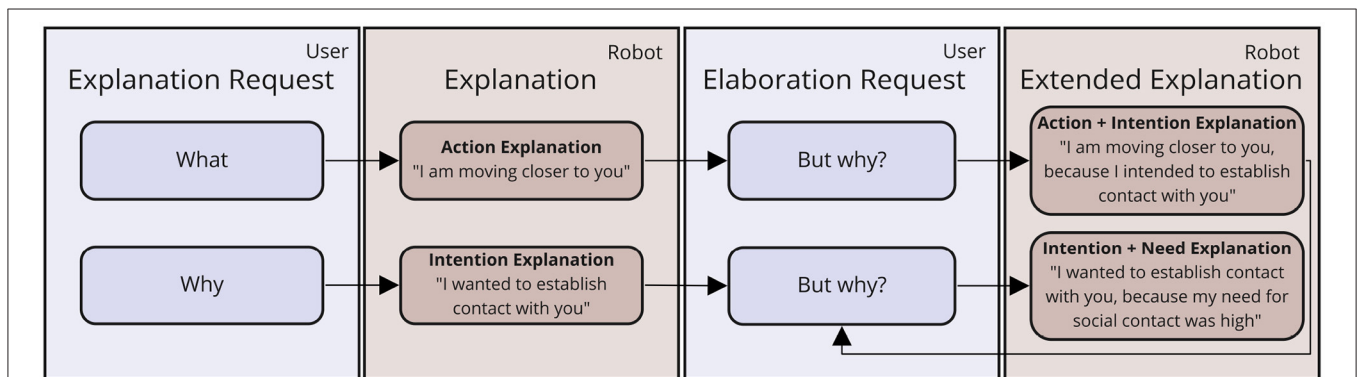 User
Explanation Request
What
Why
Robot
Explanation
Action Explanation
"I am moving closer to you"
Intention Explanation
"I wanted to establish
contact with you"
User
Elaboration Request
But why?
But why?
Robot
Extended Explanation
Action + Intention Explanation
"I am moving closer to you,
because I intended to establish
contact with you"
Intention + Need Explanation
"I wanted to establish contact
with you, because my need for
social contact was high"